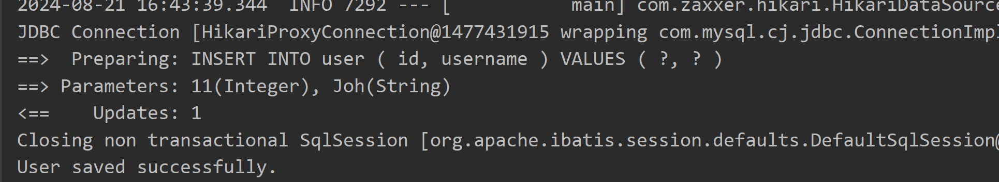 2024-08-21 16:43:39.344  INFO 7292 --- [           main] com.zaxxer.hikari.HikariDataSource
JDBC Connection [HikariProxyConnection@1477431915 wrapping com.mysql.cj.jdbc.ConnectionImpl
==>  Preparing: INSERT INTO user ( id, username ) VALUES ( ?, ? )
==> Parameters: 11(Integer), Joh(String)
<==    Updates: 1
Closing non transactional SqlSession [org.apache.ibatis.session.defaults.DefaultSqlSession@
User saved successfully.